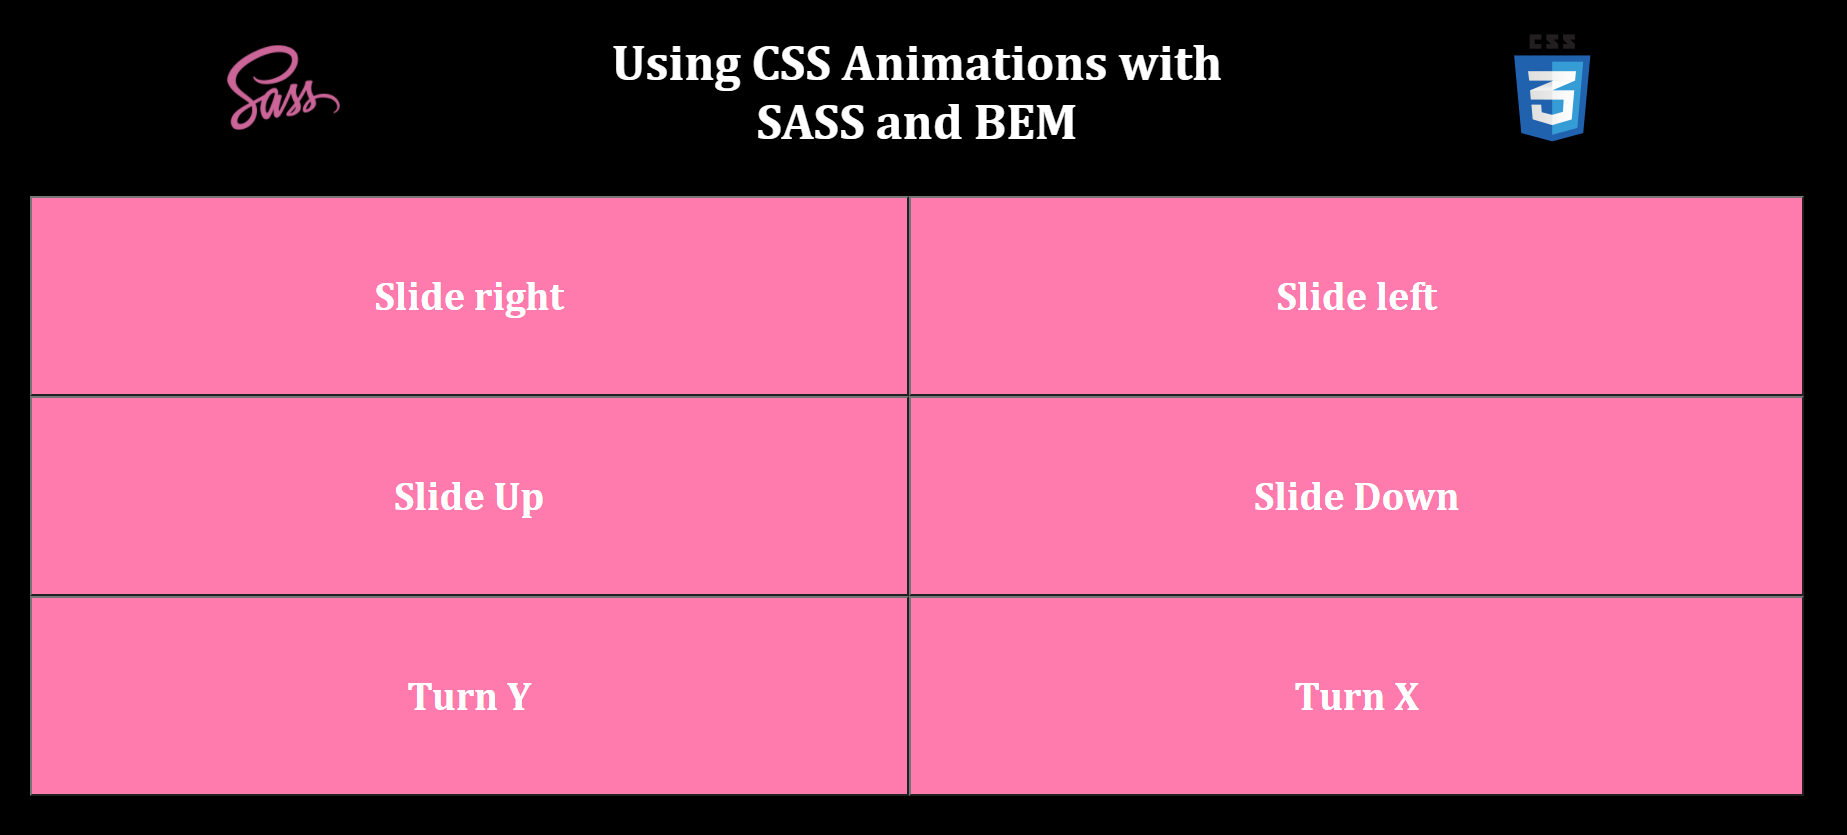 Sass
Using CSS Animations with
SASS and BEM
CSS
3
Slide right
Slide left
Slide Up
Slide Down
Turn Y
Turn X